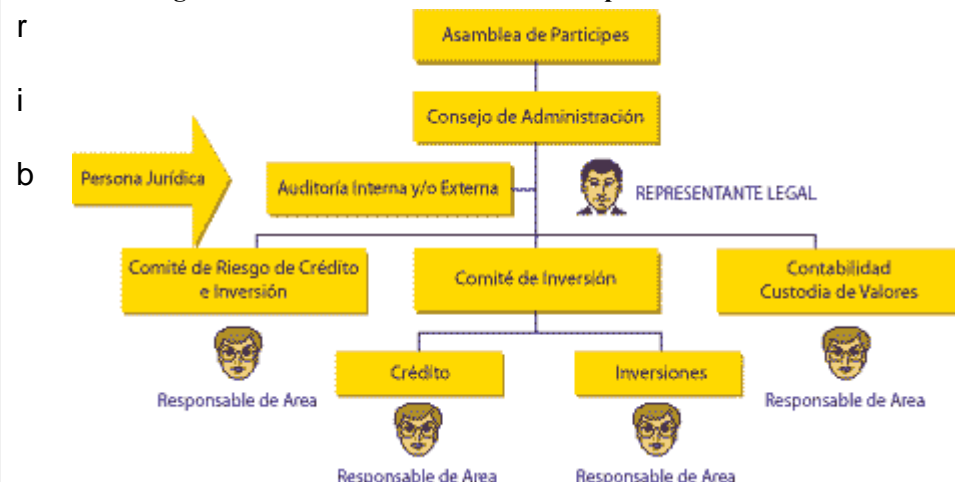 r
Asamblea de Participes
i
Consejo de Administración
b
Persona Jurídica
Auditoría Interna y/o Externa
REPRESENTANTE LEGAL
Comité de Riesgo de Crédito
e Inversión
Comité de Inversión
Contabilidad
Custodia de Valores
Responsable de Area
Crédito
Inversiones
Responsable de Area
Responsable de Area
Responsable de Area